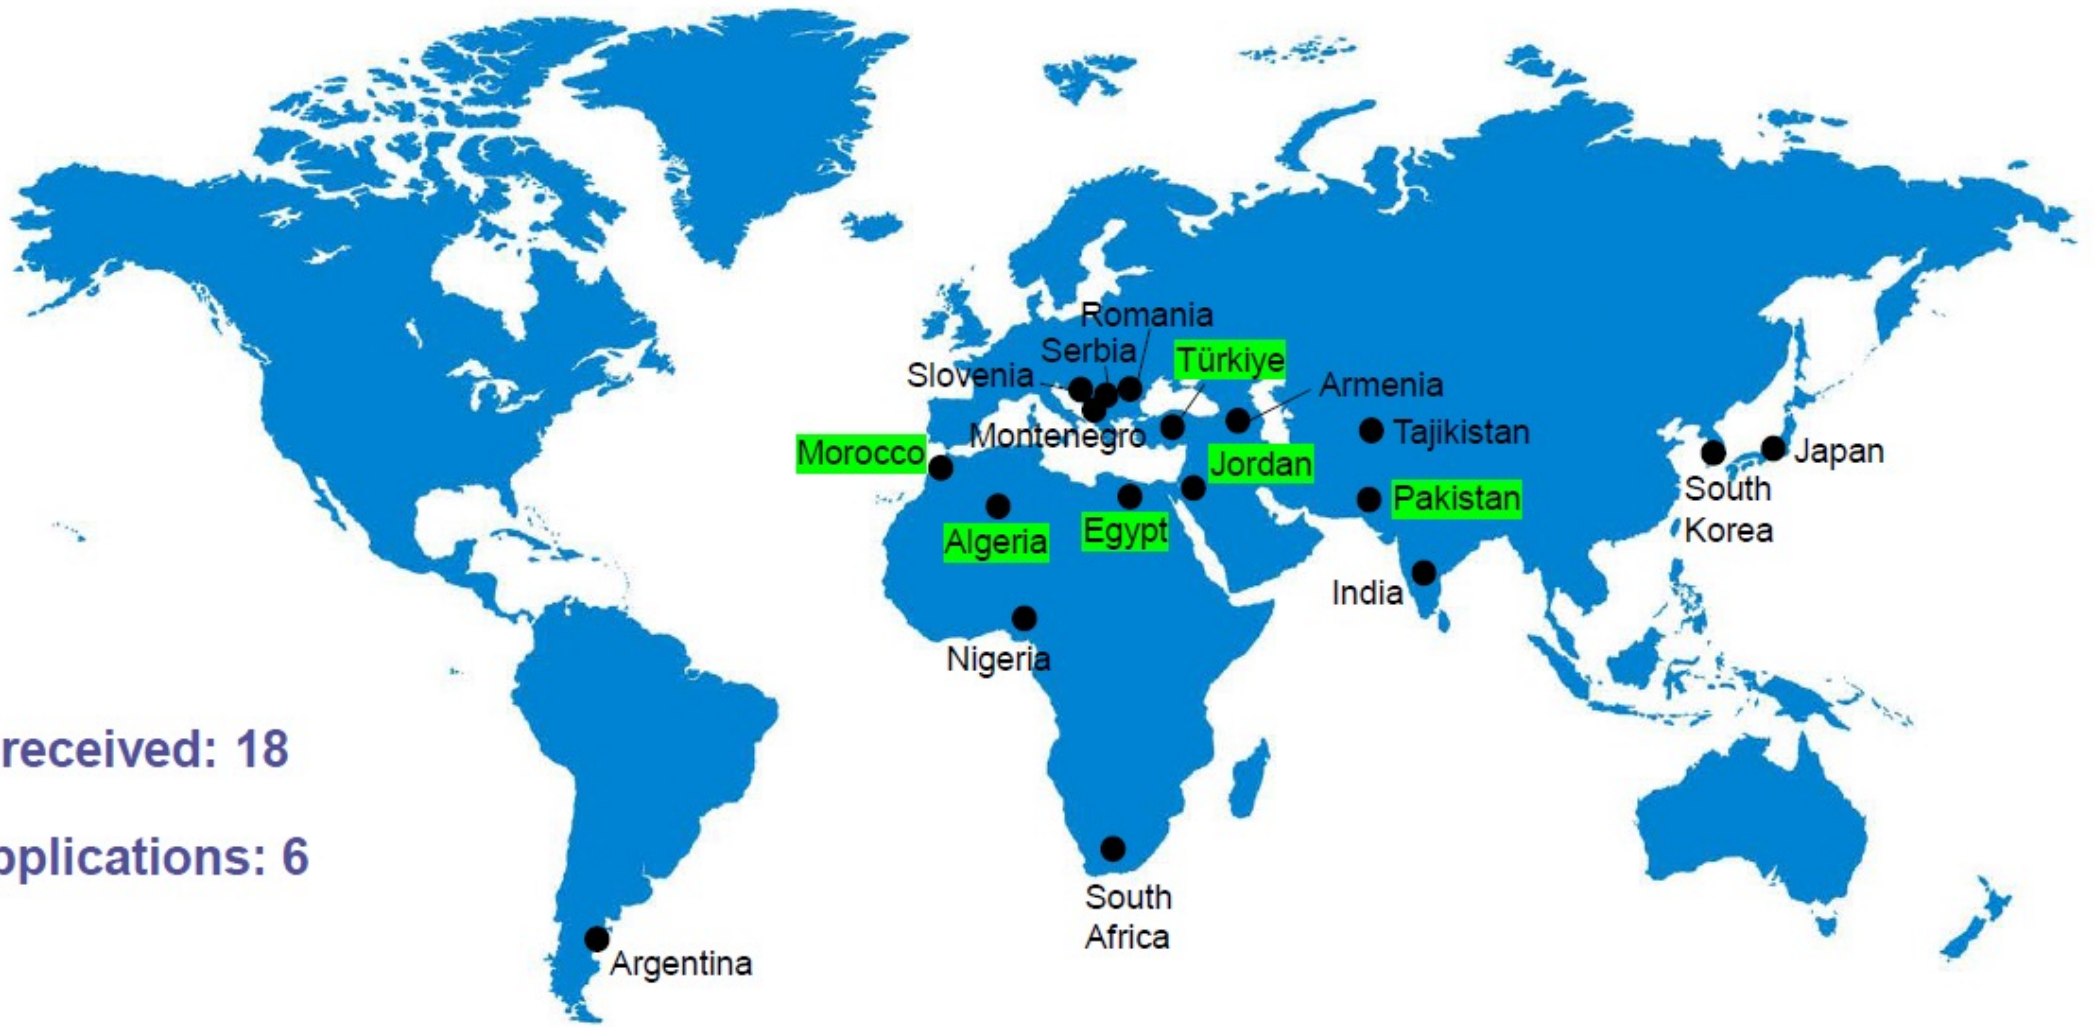 Romania
Serbia
Türkiye
Slovenia
Armenia
Montenegro
Tajikistan
Morocco
Jordan
Japan
Pakistan
South
Korea
Algeria
Egypt
India
Nigeria
received: 18
pplications: 6
South
Africa
Argentina